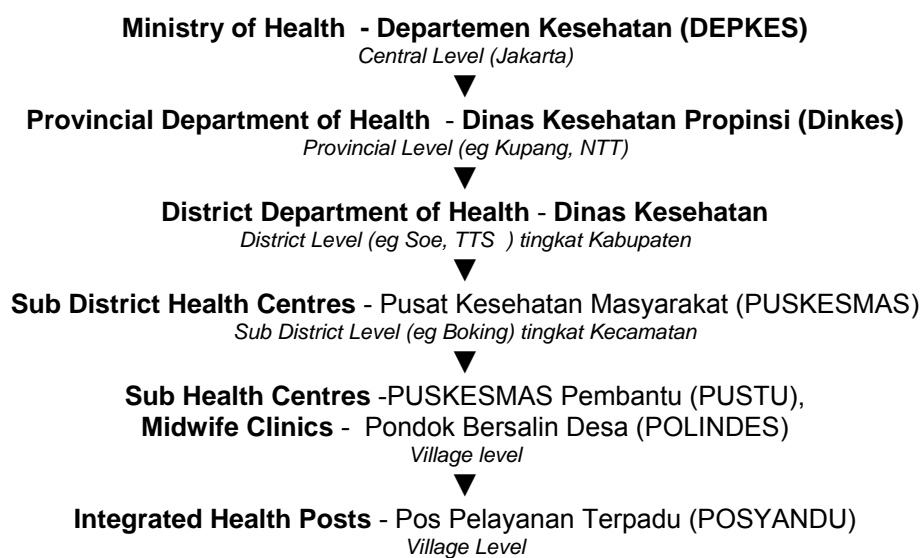 Ministry of Health - Departemen Kesehatan (DEPKES)
Central Level (Jakarta)
Provincial Department of Health - Dinas Kesehatan Propinsi (Dinkes)
Provincial Level (eg Kupang, NTT)
District Department of Health - Dinas Kesehatan
District Level (eg Soe, TTS ) tingkat Kabupaten
Sub District Health Centres - Pusat Kesehatan Masyarakat (PUSKESMAS)
Sub District Level (eg Boking) tingkat Kecamatan
Sub Health Centres -PUSKESMAS Pembantu (PUSTU),
Midwife Clinics - Pondok Bersalin Desa (POLINDES)
Village level
Integrated Health Posts - Pos Pelayanan Terpadu (POSYANDU)
Village Level